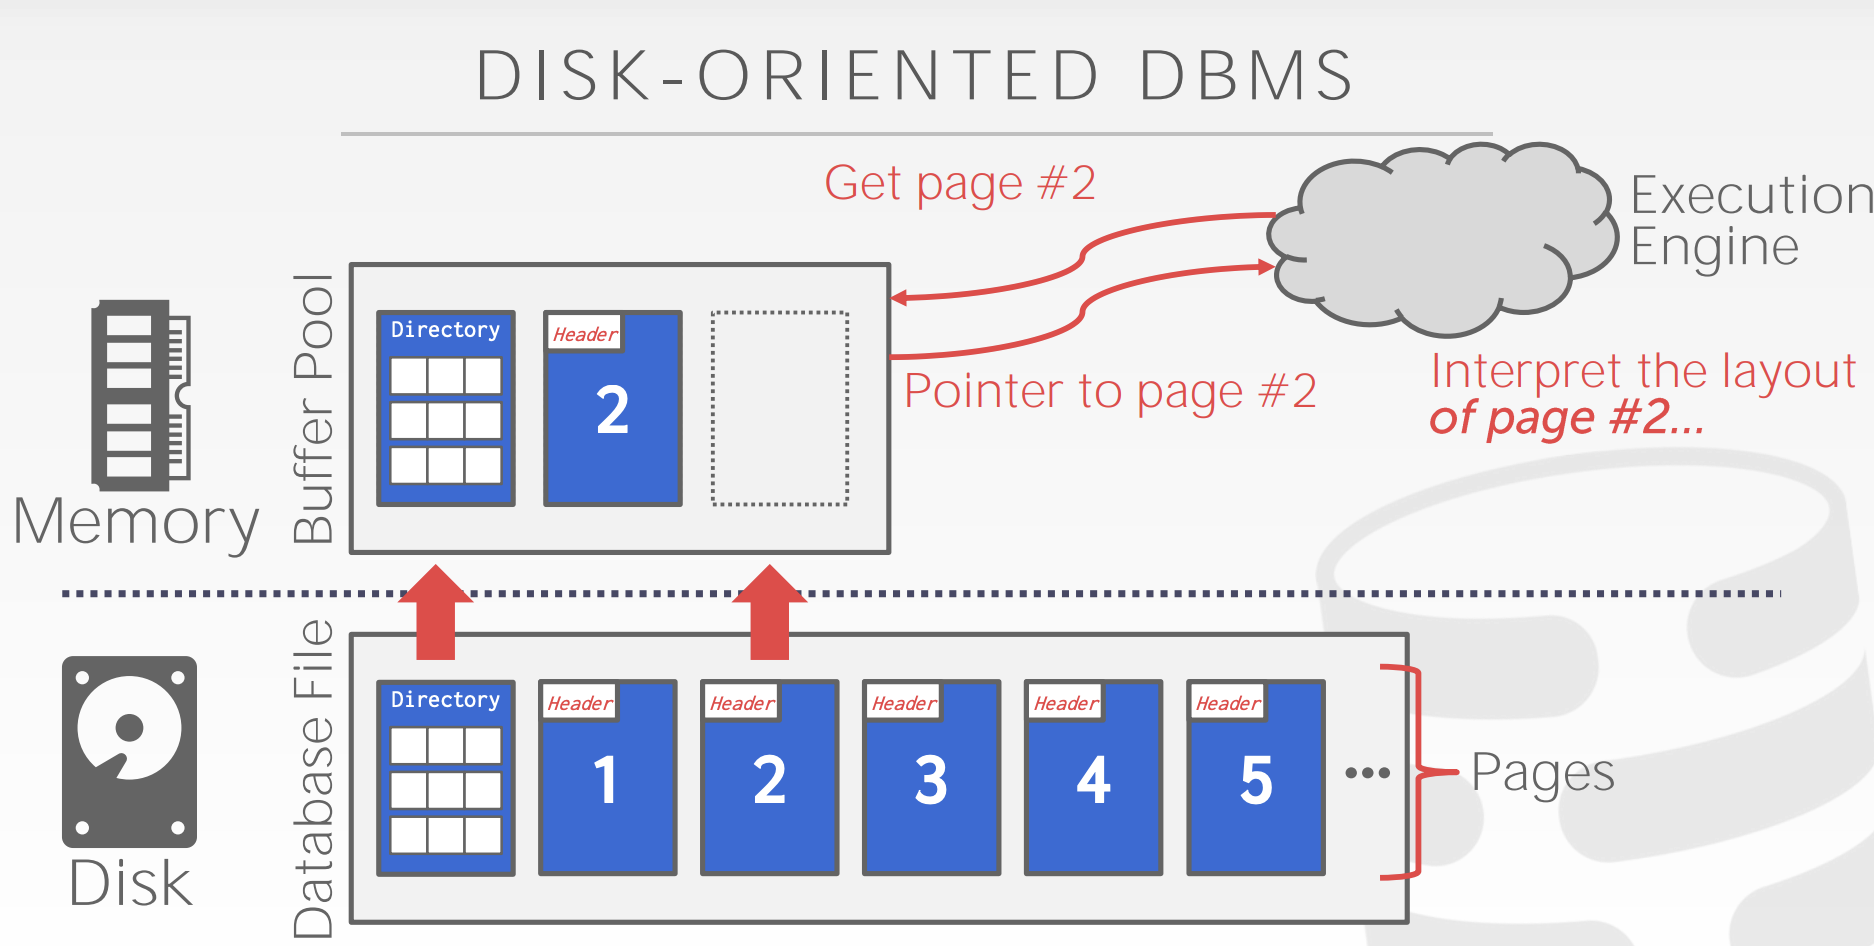 DISK-ORIENTED DBMS
Get page #2
Execution
Engine
Buffer Pool
Directory
Header
2
Pointer to page #2
Interpret the layout
of page #2...
Memory
Database File
Directory
Header
1
Header
2
Header
3
Header
4
Header
5
...
Pages
Disk